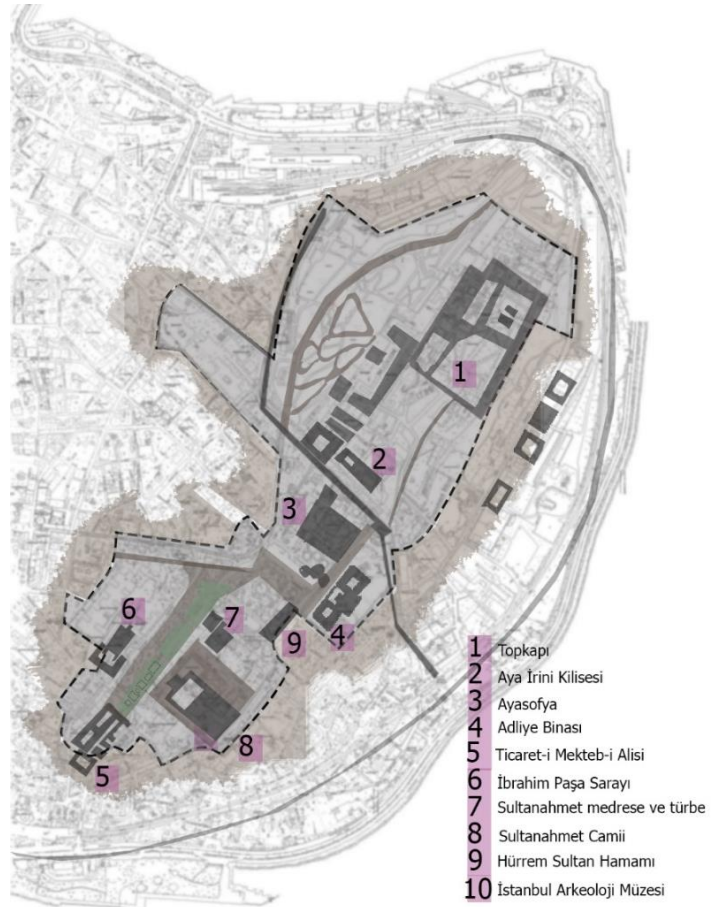 1
2
3
4
5
6
7
8
9
1 Topkapı
2 Aya İrini Kilisesi
3 Ayasofya
4 Adliye Binası
5 Ticaret-i Mekteb-i Alisi
6 İbrahim Paşa Sarayı
7 Sultanahmet medrese ve türbe
8 Sultanahmet Camii
9 Hürrem Sultan Hamamı
10 İstanbul Arkeoloji Müzesi